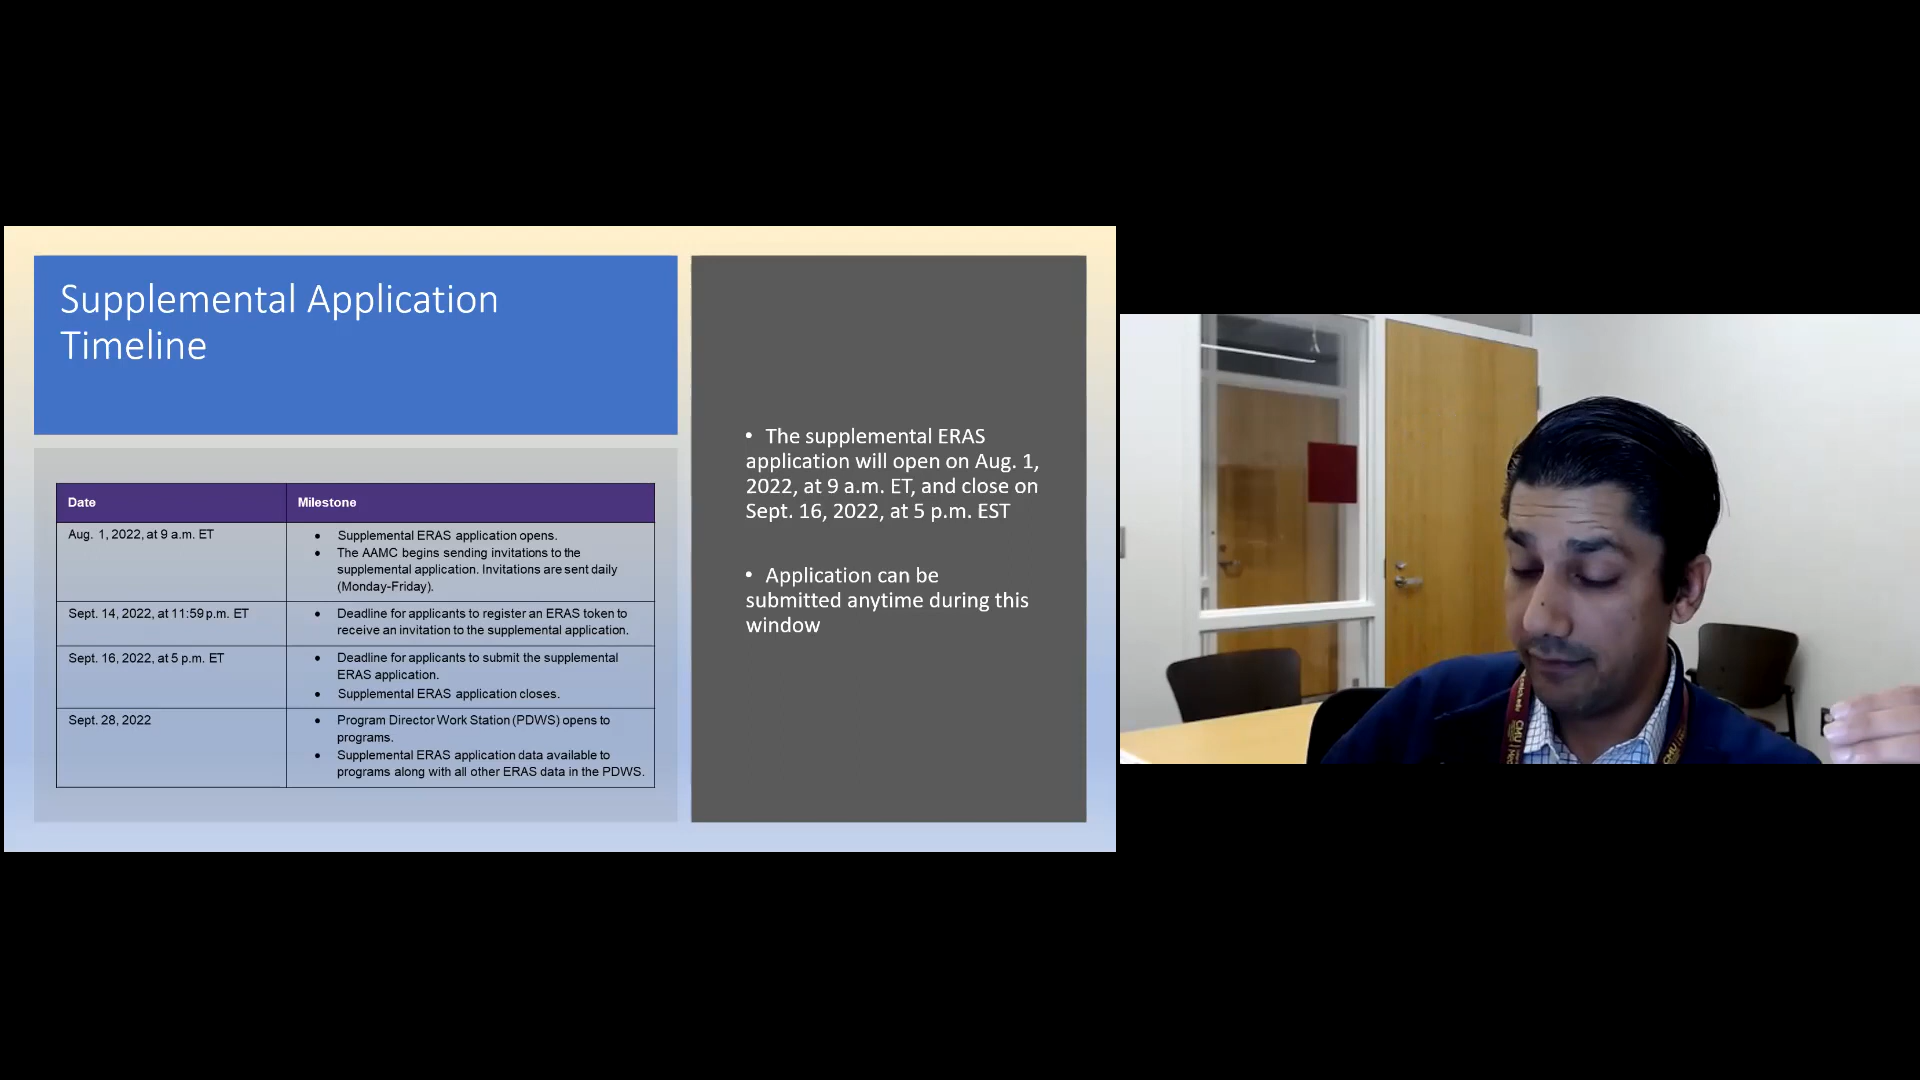 Supplemental Application
Timeline
Date Milestone
Aug. 1, 2022, at 9 a.m. ET
• Supplemental ERAS application opens.
• The AAMC begins sending invitations to the
supplemental application. Invitations are sent daily
(Monday-Friday).
Sept. 14, 2022, at 11:59 p.m. ET
• Deadline for applicants to register an ERAS token to
receive an invitation to the supplemental application.
Sept. 16, 2022, at 5 p.m. ET
• Deadline for applicants to submit the supplemental
ERAS application.
• Supplemental ERAS application closes.
Sept. 28, 2022
• Program Director Work Station (PDWS) opens to
programs.
• Supplemental ERAS application data available to
programs along with all other ERAS data in the PDWS.
• The supplemental ERAS
application will open on Aug. 1,
2022, at 9 a.m. ET, and close on
Sept. 16, 2022, at 5 p.m. EST
• Application can be
submitted anytime during this
window
CMU